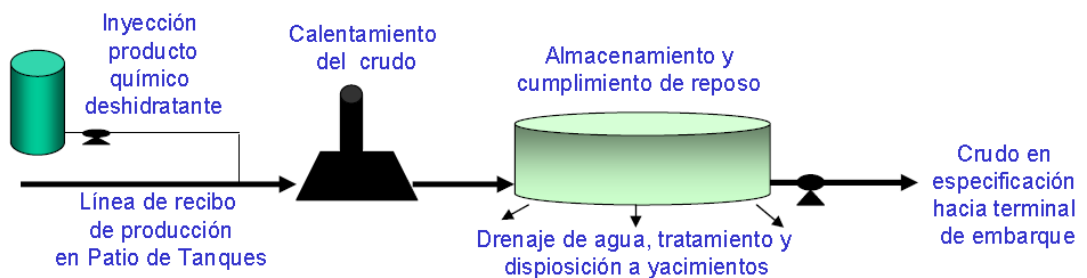 Inyección
producto
químico
deshidratante
Calentamiento
del crudo
Almacenamiento y
cumplimiento de reposo
Línea de recibo
de producción
en Patio de Tanques
Drenaje de agua, tratamiento y
dispiosición a yacimientos
Crudo en
especificación
hacia terminal
de embarque